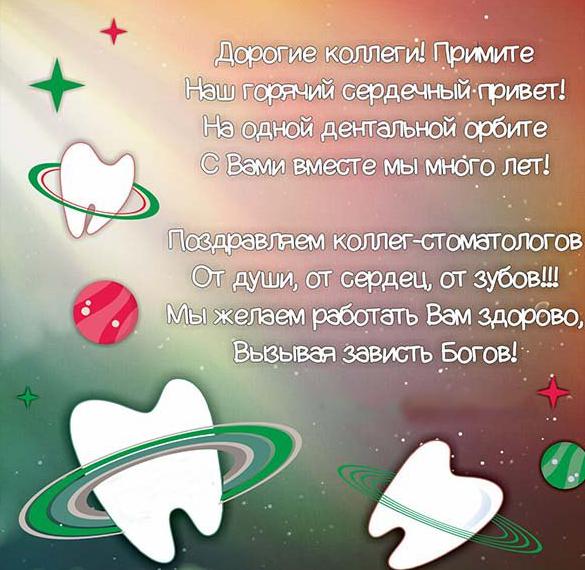 Дорогие коллеги! Примите
Наш горячий сердечный привет!
На одной дентальной орбите
С Вами вместе мы много лет!
Поздравляем коллег-стоматологов
От души, от сердец, от зубов!!!
Мы желаем работать Вам здорово,
Вызывая зависть Богов!